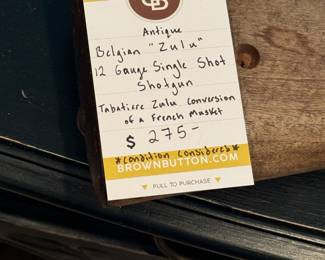 CB
Antique
Belgian "Zulu"
12 Gauge Single Shot
Shotgun
Tabatiere Zulu Conversion
of a French Musket
$ 275-
*condition considered*
BROWNBUTTON.COM
PULL TO PURCHASE